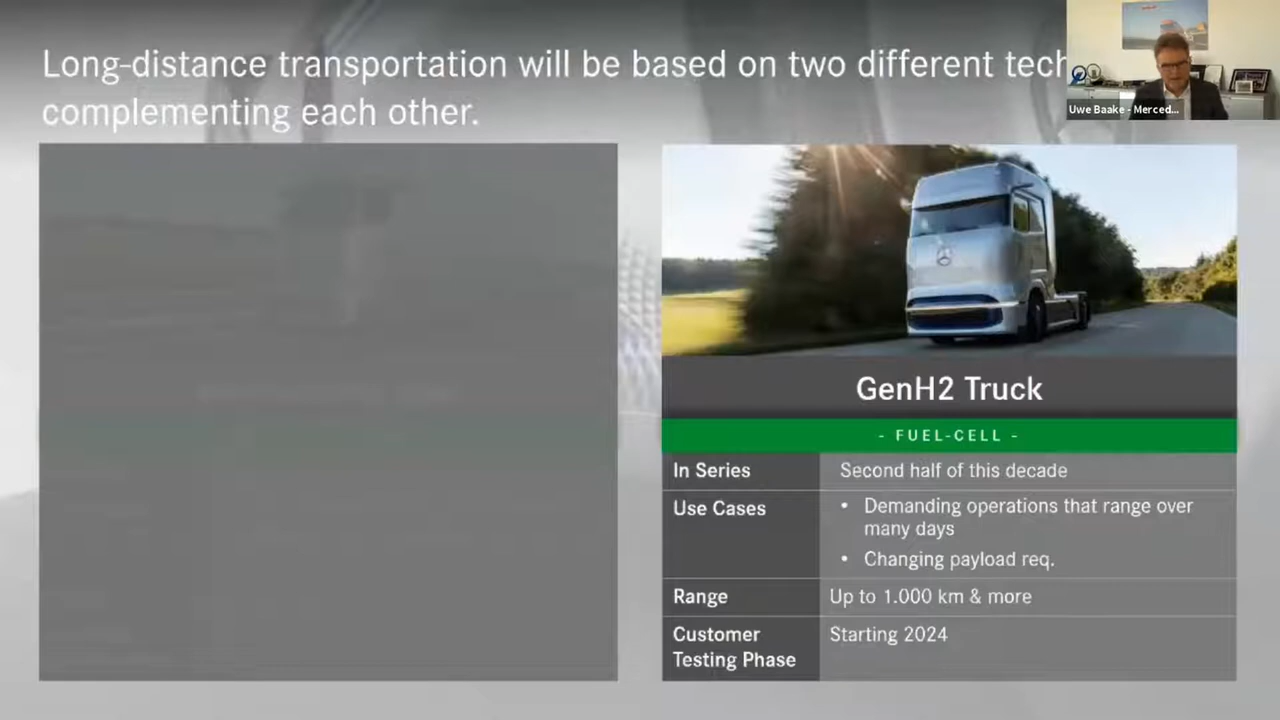 Long-distance transportation will be based on two different tech
complementing each other.
Uwe Baake - Merced...
GenH2 Truck
- FUEL-CELL -
In Series
Second half of this decade
Use Cases
• Demanding operations that range over
many days
• Changing payload req.
Range
Up to 1.000 km & more
Customer
Testing Phase
Starting 2024